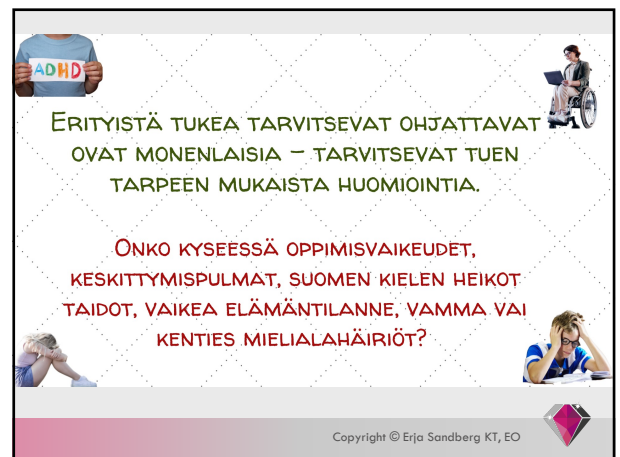 ADHD
ERITYISTÄ TUKEA TARVITSEVAT OHJATTAVAT
OVAT MONENLAISIA – TARVITSEVAT TUEN
TARPEEN MUKAISTA HUOMIOINTIA.
ONKO KYSEESSÄ OPPIMISVAIKEUDET,
KESKITTYMISPULMAT, SUOMEN KIELEN HEIKOT
TAIDOT, VAIKEA ELÄMÄNTILANNE, VAMMA VAI
KENTIES MIELIALAHÄIRIÖT?
Copyright © Erja Sandberg KT, EO